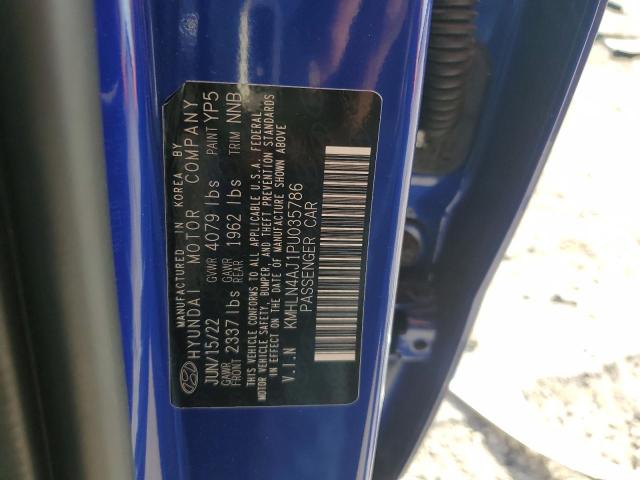 MANUFACTURED IN KOREA BY
HYUNDAI MOTOR COMPANY
JUN/15/22 GVWR 4079 lbs PAINT YP5
GAWR FRONT 2337 lbs GAWR REAR 1962 lbs TRIM NNB
THIS VEHICLE CONFORMS TO ALL APPLICABLE U.S.A. FEDERAL
MOTOR VEHICLE SAFETY, BUMPER, AND THEFT PREVENTION STANDARDS
IN EFFECT ON THE DATE OF MANUFACTURE SHOWN ABOVE
V.I.N KMHLN4AJ1PU035786
PASSENGER CAR